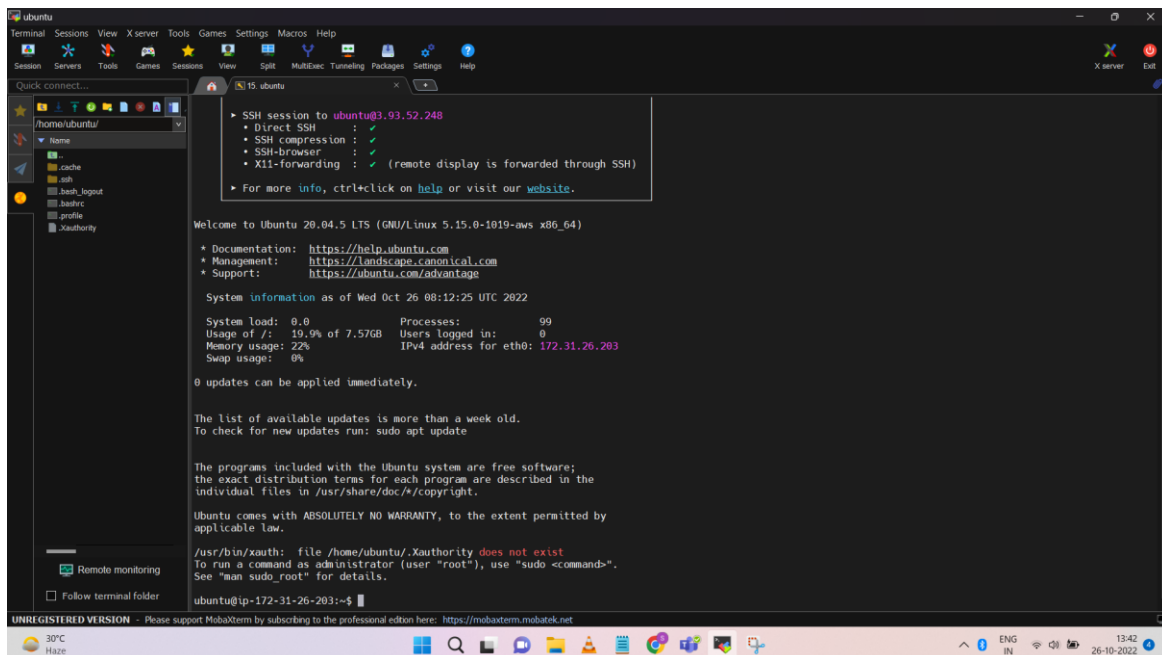 ubuntu
Terminal Sessions View X server Tools Games Settings Macros Help
Session Servers Tools Games Sessions View Split MultiExec Tunneling Packages Settings Help X server Exit
Quick connect...
15. ubuntu
/home/ubuntu/
Name
..
.cache
.ssh
.bash_logout
.bashrc
.profile
.Xauthority
Remote monitoring
Follow terminal folder
➤ SSH session to ubuntu@3.93.52.248
• Direct SSH : ✔
• SSH compression : ✔
• SSH-browser : ✔
• X11-forwarding : ✔ (remote display is forwarded through SSH)
➤ For more info, ctrl+click on help or visit our website.
Welcome to Ubuntu 20.04.5 LTS (GNU/Linux 5.15.0-1019-aws x86_64)
* Documentation: https://help.ubuntu.com
* Management: https://landscape.canonical.com
* Support: https://ubuntu.com/advantage
System information as of Wed Oct 26 08:12:25 UTC 2022
System load: 0.0 Processes: 99
Usage of /: 19.9% of 7.57GB Users logged in: 0
Memory usage: 22% IPv4 address for eth0: 172.31.26.203
Swap usage: 0%
0 updates can be applied immediately.
The list of available updates is more than a week old.
To check for new updates run: sudo apt update
The programs included with the Ubuntu system are free software;
the exact distribution terms for each program are described in the
individual files in /usr/share/doc/*/copyright.
Ubuntu comes with ABSOLUTELY NO WARRANTY, to the extent permitted by
applicable law.
/usr/bin/xauth: file /home/ubuntu/.Xauthority does not exist
To run a command as administrator (user "root"), use "sudo <command>".
See "man sudo_root" for details.
ubuntu@ip-172-31-26-203:~$
UNREGISTERED VERSION - Please support MobaXterm by subscribing to the professional edition here: https://mobaxterm.mobatek.net
30°C
Haze
ENG
IN
13:42
26-10-2022
4